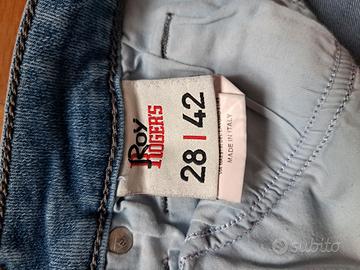 ROY
ROGER'S
28 | 42
MADE IN ITALY
subito